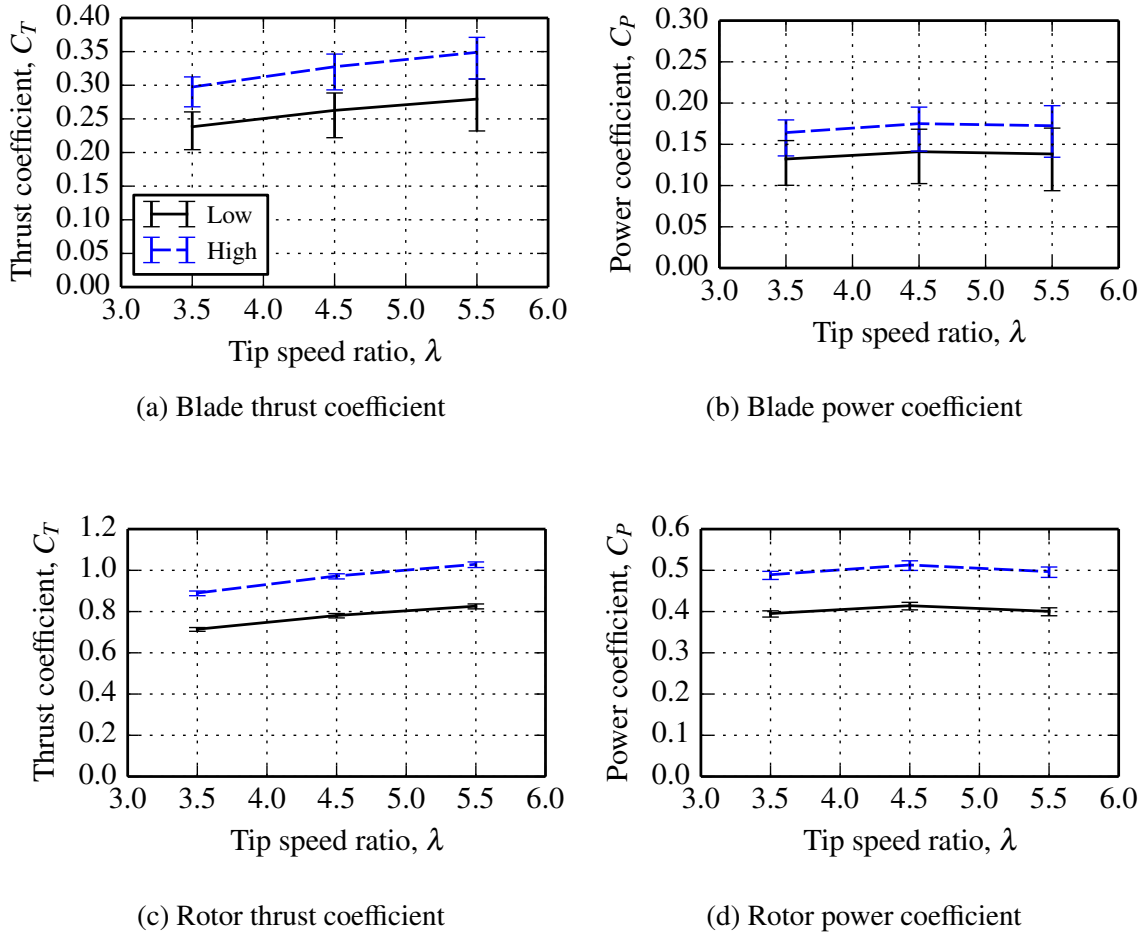 0.40
0.35
0.30
0.25
0.20
0.15
0.10
0.05
0.00
Thrust coefficient, C_T
Low
High
3.0 3.5 4.0 4.5 5.0 5.5 6.0
Tip speed ratio, λ
(a) Blade thrust coefficient
0.30
0.25
0.20
0.15
0.10
0.05
0.00
Power coefficient, C_P
3.0 3.5 4.0 4.5 5.0 5.5 6.0
Tip speed ratio, λ
(b) Blade power coefficient
1.2
1.0
0.8
0.6
0.4
0.2
0.0
Thrust coefficient, C_T
3.0 3.5 4.0 4.5 5.0 5.5 6.0
Tip speed ratio, λ
(c) Rotor thrust coefficient
0.6
0.5
0.4
0.3
0.2
0.1
0.0
Power coefficient, C_P
3.0 3.5 4.0 4.5 5.0 5.5 6.0
Tip speed ratio, λ
(d) Rotor power coefficient